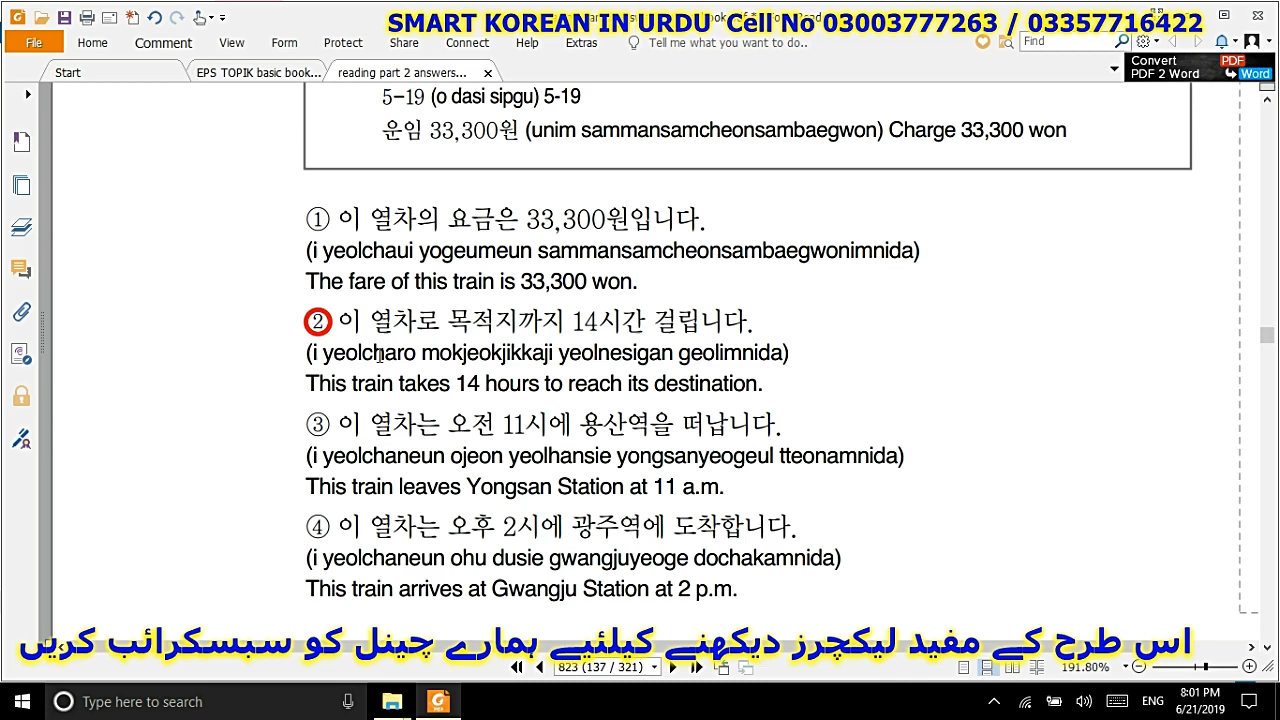 SMART KOREAN IN URDU Cell No 03003777263 / 03357716422
File Home Comment View Form Protect Share Connect Help Extras Tell me what you want to do.. Find
Start EPS TOPIK basic book... reading part 2 answers...
Convert PDF
PDF 2 Word Word
5-19 (o dasi sipgu) 5-19
운임 33,300원 (unim sammansamcheonsambaegwon) Charge 33,300 won
① 이 열차의 요금은 33,300원입니다.
(i yeolchaui yogeumeun sammansamcheonsambaegwonimnida)
The fare of this train is 33,300 won.
② 이 열차로 목적지까지 14시간 걸립니다.
(i yeolcharo mokjeokjikkaji yeolnesigan geolimnida)
This train takes 14 hours to reach its destination.
③ 이 열차는 오전 11시에 용산역을 떠납니다.
(i yeolchaneun ojeon yeolhansie yongsanyeogeul tteonamnida)
This train leaves Yongsan Station at 11 a.m.
④ 이 열차는 오후 2시에 광주역에 도착합니다.
(i yeolchaneun ohu dusie gwangjuyeoge dochakamnida)
This train arrives at Gwangju Station at 2 p.m.
اس طرح کے مفید لیکچرز دیکھنے کیلئیے ہمارے چینل کو سبسکرائب کریں
823 (137 / 321) 191.80%
Type here to search ENG 8:01 PM
6/21/2019